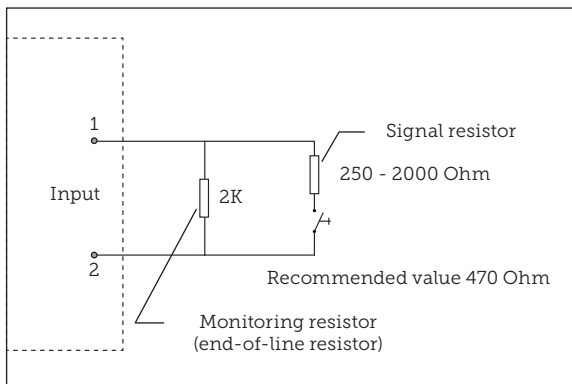 1
Signal resistor
250 - 2000 Ohm
Input
2K
2
Recommended value 470 Ohm
Monitoring resistor
(end-of-line resistor)